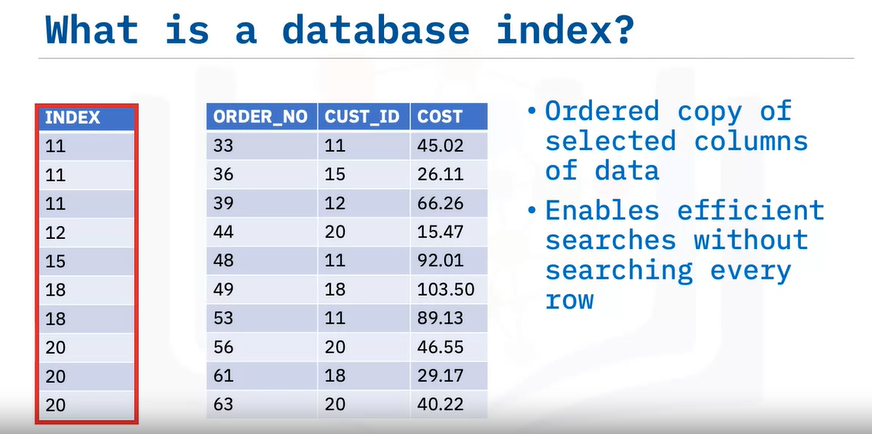 What is a database index?
INDEX
11
11
11
12
15
18
18
20
20
20
ORDER_NO CUST_ID COST
33 11 45.02
36 15 26.11
39 12 66.26
44 20 15.47
48 11 92.01
49 18 103.50
53 11 89.13
56 20 46.55
61 18 29.17
63 20 40.22
• Ordered copy of
selected columns
of data
• Enables efficient
searches without
searching every
row